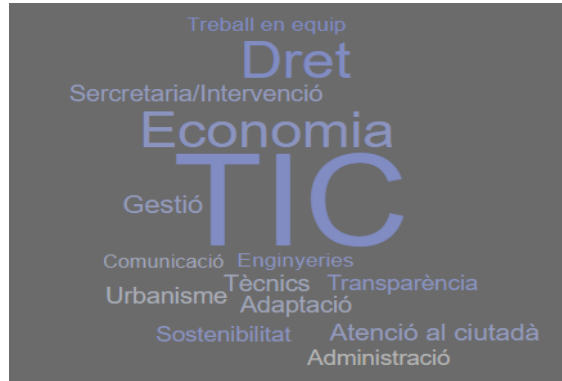 Treball en equip
Dret
Sercretaria/Intervenció
Economia
TIC
Gestió
Comunicació Enginyeries
Tècnics Transparència
Urbanisme
Adaptació
Sostenibilitat Atenció al ciutadà
Administració